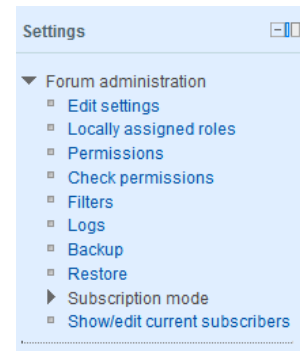 Settings
Forum administration
Edit settings
Locally assigned roles
Permissions
Check permissions
Filters
Logs
Backup
Restore
Subscription mode
Show/edit current subscribers